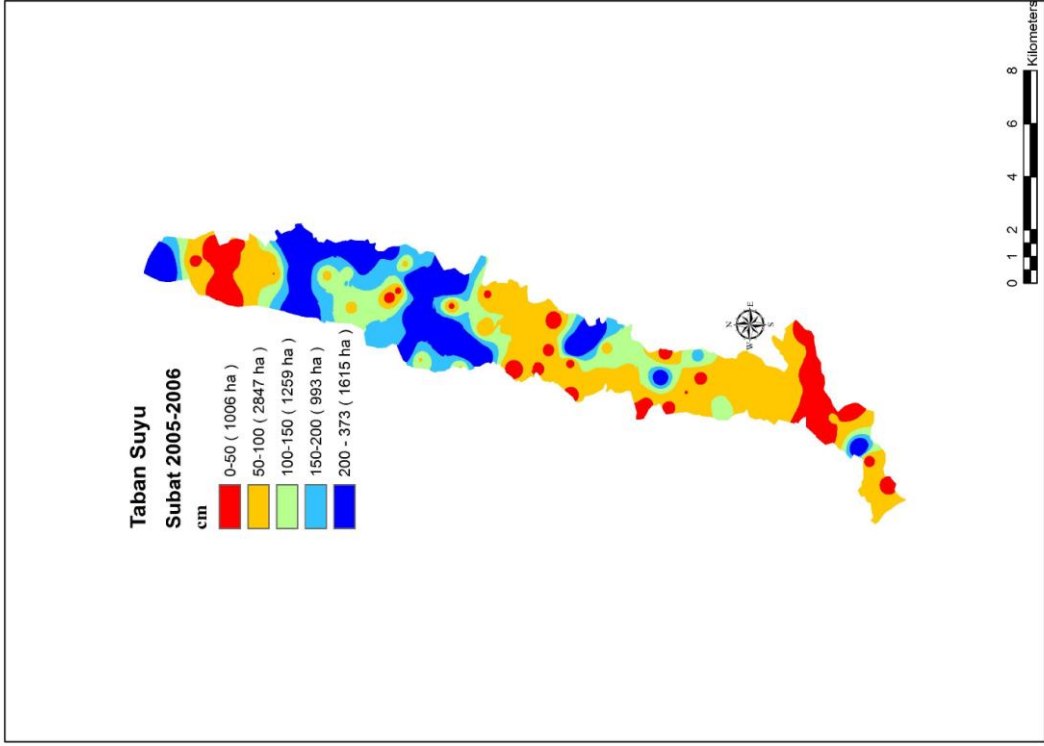 Taban Suyu
Subat 2005-2006
cm
0-50 ( 1006 ha )
50-100 ( 2847 ha )
100-150 ( 1259 ha )
150-200 ( 993 ha )
200 - 373 ( 1615 ha )
N
W E
S
0 1 2 4 6 8
Kilometers